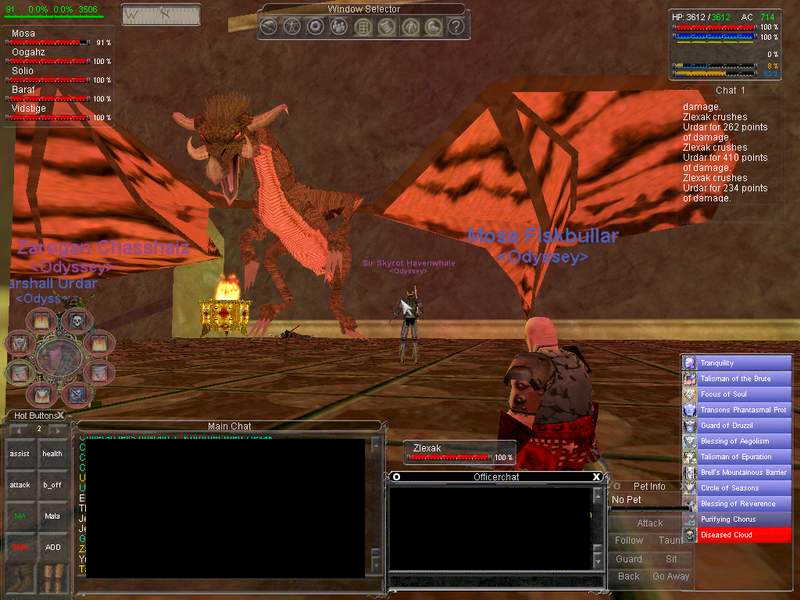 91 0.0% 0.0% 3506
Window Selector
HP: 3612 / 3612 AC 714
100 %
100 %
0 %
8 %
Mosa
91 %
Oogahz
100 %
Solio
100 %
Baraf
100 %
Vidstige
100 %
Chat 1
damage.
Zlexak crushes
Urdar for 262 points
of damage.
Zlexak crushes
Urdar for 410 points
of damage.
Zlexak crushes
Urdar for 234 points
of damage.
<Odyssey>
arshall Urdar
<Odyssey>
Sir Skyrot Havenwhale
<Odyssey>
Mosa Fiskbullar
<Odyssey>
Hot Buttons X
2
assist health
attack b_off
Mala
ADD
Main Chat
Zlexak
100 %
O Officerchat X
Pet Info
No Pet
Attack
Follow Taunt
Guard Sit
Back Go Away
Tranquility
Talisman of the Brute
Focus of Soul
Transons Phantasmal Prot
Guard of Druzzil
Blessing of Aegolism
Talisman of Epuration
Brell's Mountainous Barrier
Circle of Seasons
Blessing of Reverence
Purifying Chorus
Diseased Cloud